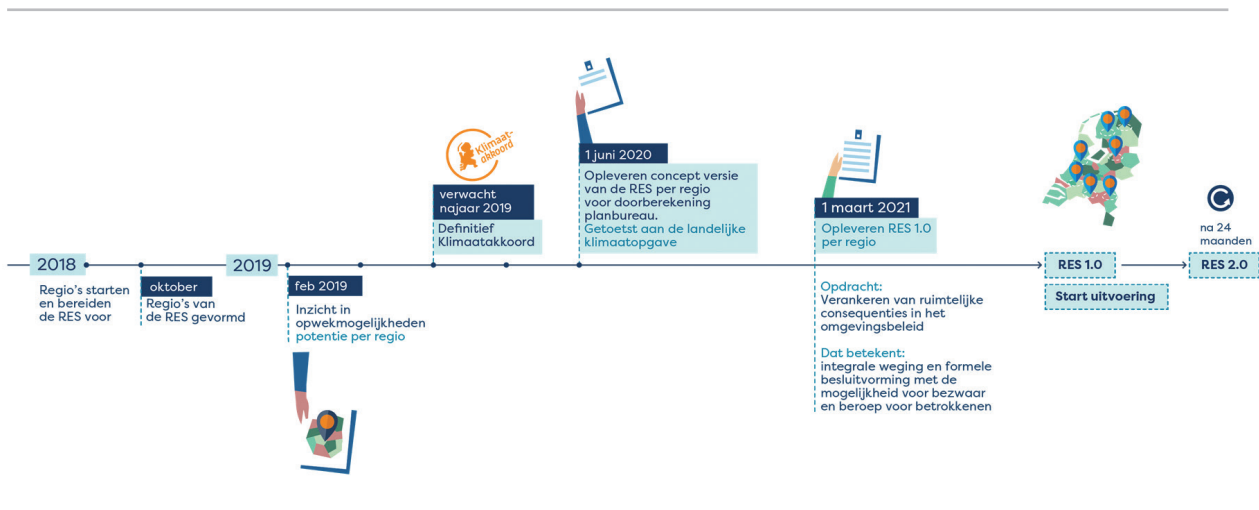 2018
Regio's starten
en bereiden
de RES voor
oktober
Regio's van
de RES gevormd
2019
feb 2019
Inzicht in
opwekmogelijkheden
potentie per regio
Klimaat-
akkoord
verwacht
najaar 2019
Definitief
Klimaatakkoord
1 juni 2020
Opleveren concept versie
van de RES per regio
voor doorberekening
planbureau.
Getoetst aan de landelijke
klimaatopgave
1 maart 2021
Opleveren RES 1.0
per regio
Opdracht:
Verankeren van ruimtelijke
consequenties in het
omgevingsbeleid
Dat betekent:
integrale weging en formele
besluitvorming met de
mogelijkheid voor bezwaar
en beroep voor betrokkenen
RES 1.0
Start uitvoering
na 24
maanden
RES 2.0